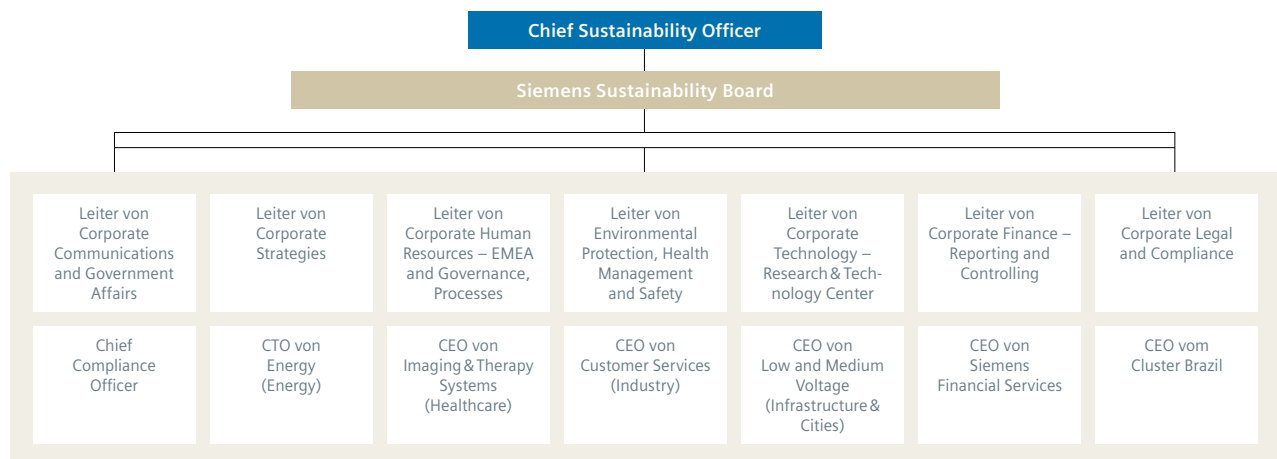 Chief Sustainability Officer
Siemens Sustainability Board
Leiter von
Corporate
Communications
and Government
Affairs
Leiter von
Corporate
Strategies
Leiter von
Corporate Human
Resources – EMEA
and Governance,
Processes
Leiter von
Environmental
Protection, Health
Management
and Safety
Leiter von
Corporate
Technology –
Research & Tech-
nology Center
Leiter von
Corporate Finance –
Reporting and
Controlling
Leiter von
Corporate Legal
and Compliance
Chief
Compliance
Officer
CTO von
Energy
(Energy)
CEO von
Imaging & Therapy
Systems
(Healthcare)
CEO von
Customer Services
(Industry)
CEO von
Low and Medium
Voltage
(Infrastructure &
Cities)
CEO von
Siemens
Financial Services
CEO vom
Cluster Brazil